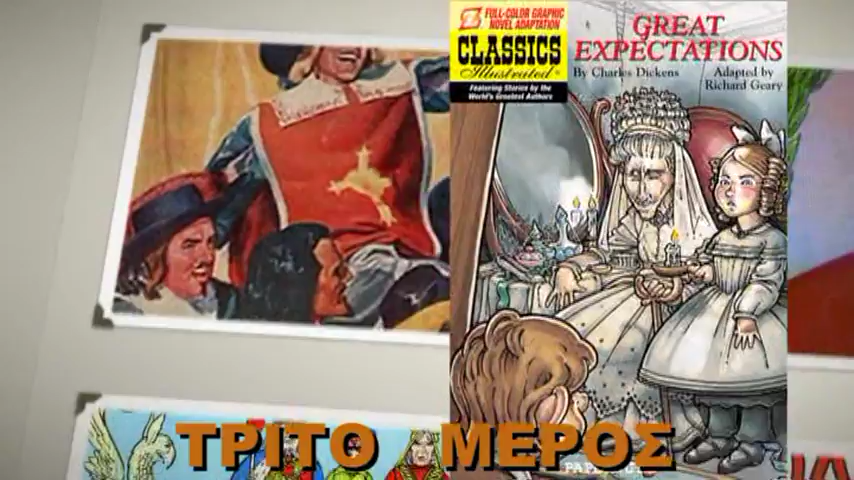 FULL-COLOR GRAPHIC
NOVEL ADAPTATION
CLASSICS
Illustrated
Featuring Stories by the
World's Greatest Authors
GREAT
EXPECTATIONS
By Charles Dickens
Adapted by
Richard Geary
ΤΡΙΤΟ ΜΕΡΟΣ